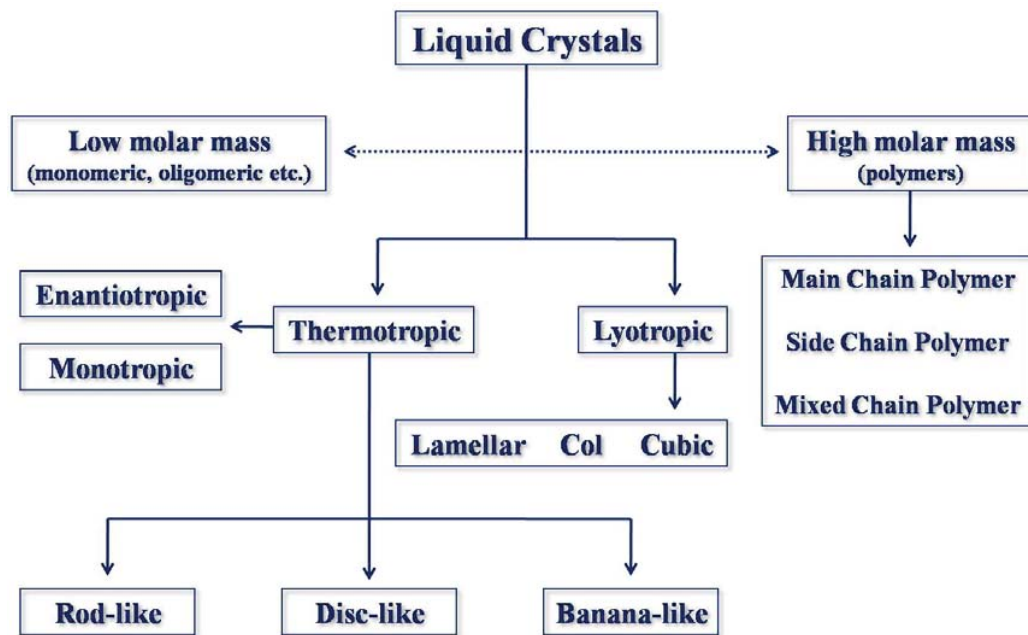 Liquid Crystals
Low molar mass
(monomeric, oligomeric etc.)
High molar mass
(polymers)
Main Chain Polymer
Side Chain Polymer
Mixed Chain Polymer
Enantiotropic
Monotropic
Thermotropic
Lyotropic
Lamellar Col Cubic
Rod-like
Disc-like
Banana-like